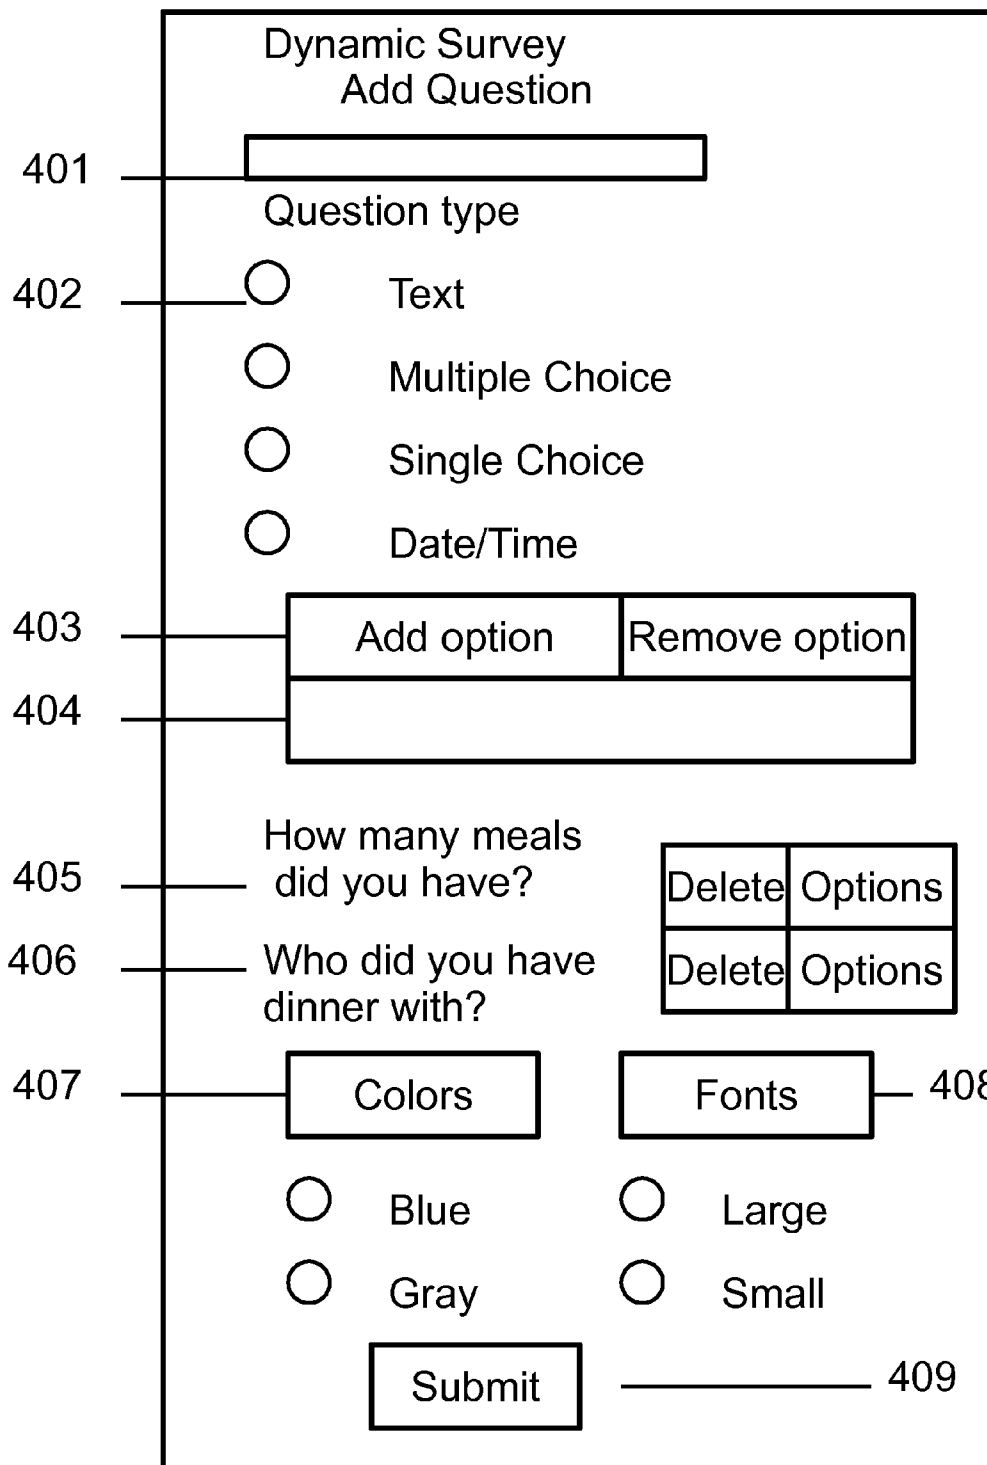 Dynamic Survey
Add Question
401
Question type
402 Text
Multiple Choice
Single Choice
Date/Time
403 Add option Remove option
404
How many meals
405 did you have? Delete Options
406 Who did you have Delete Options
dinner with?
407 Colors Fonts 408
Blue Large
Gray Small
Submit 409